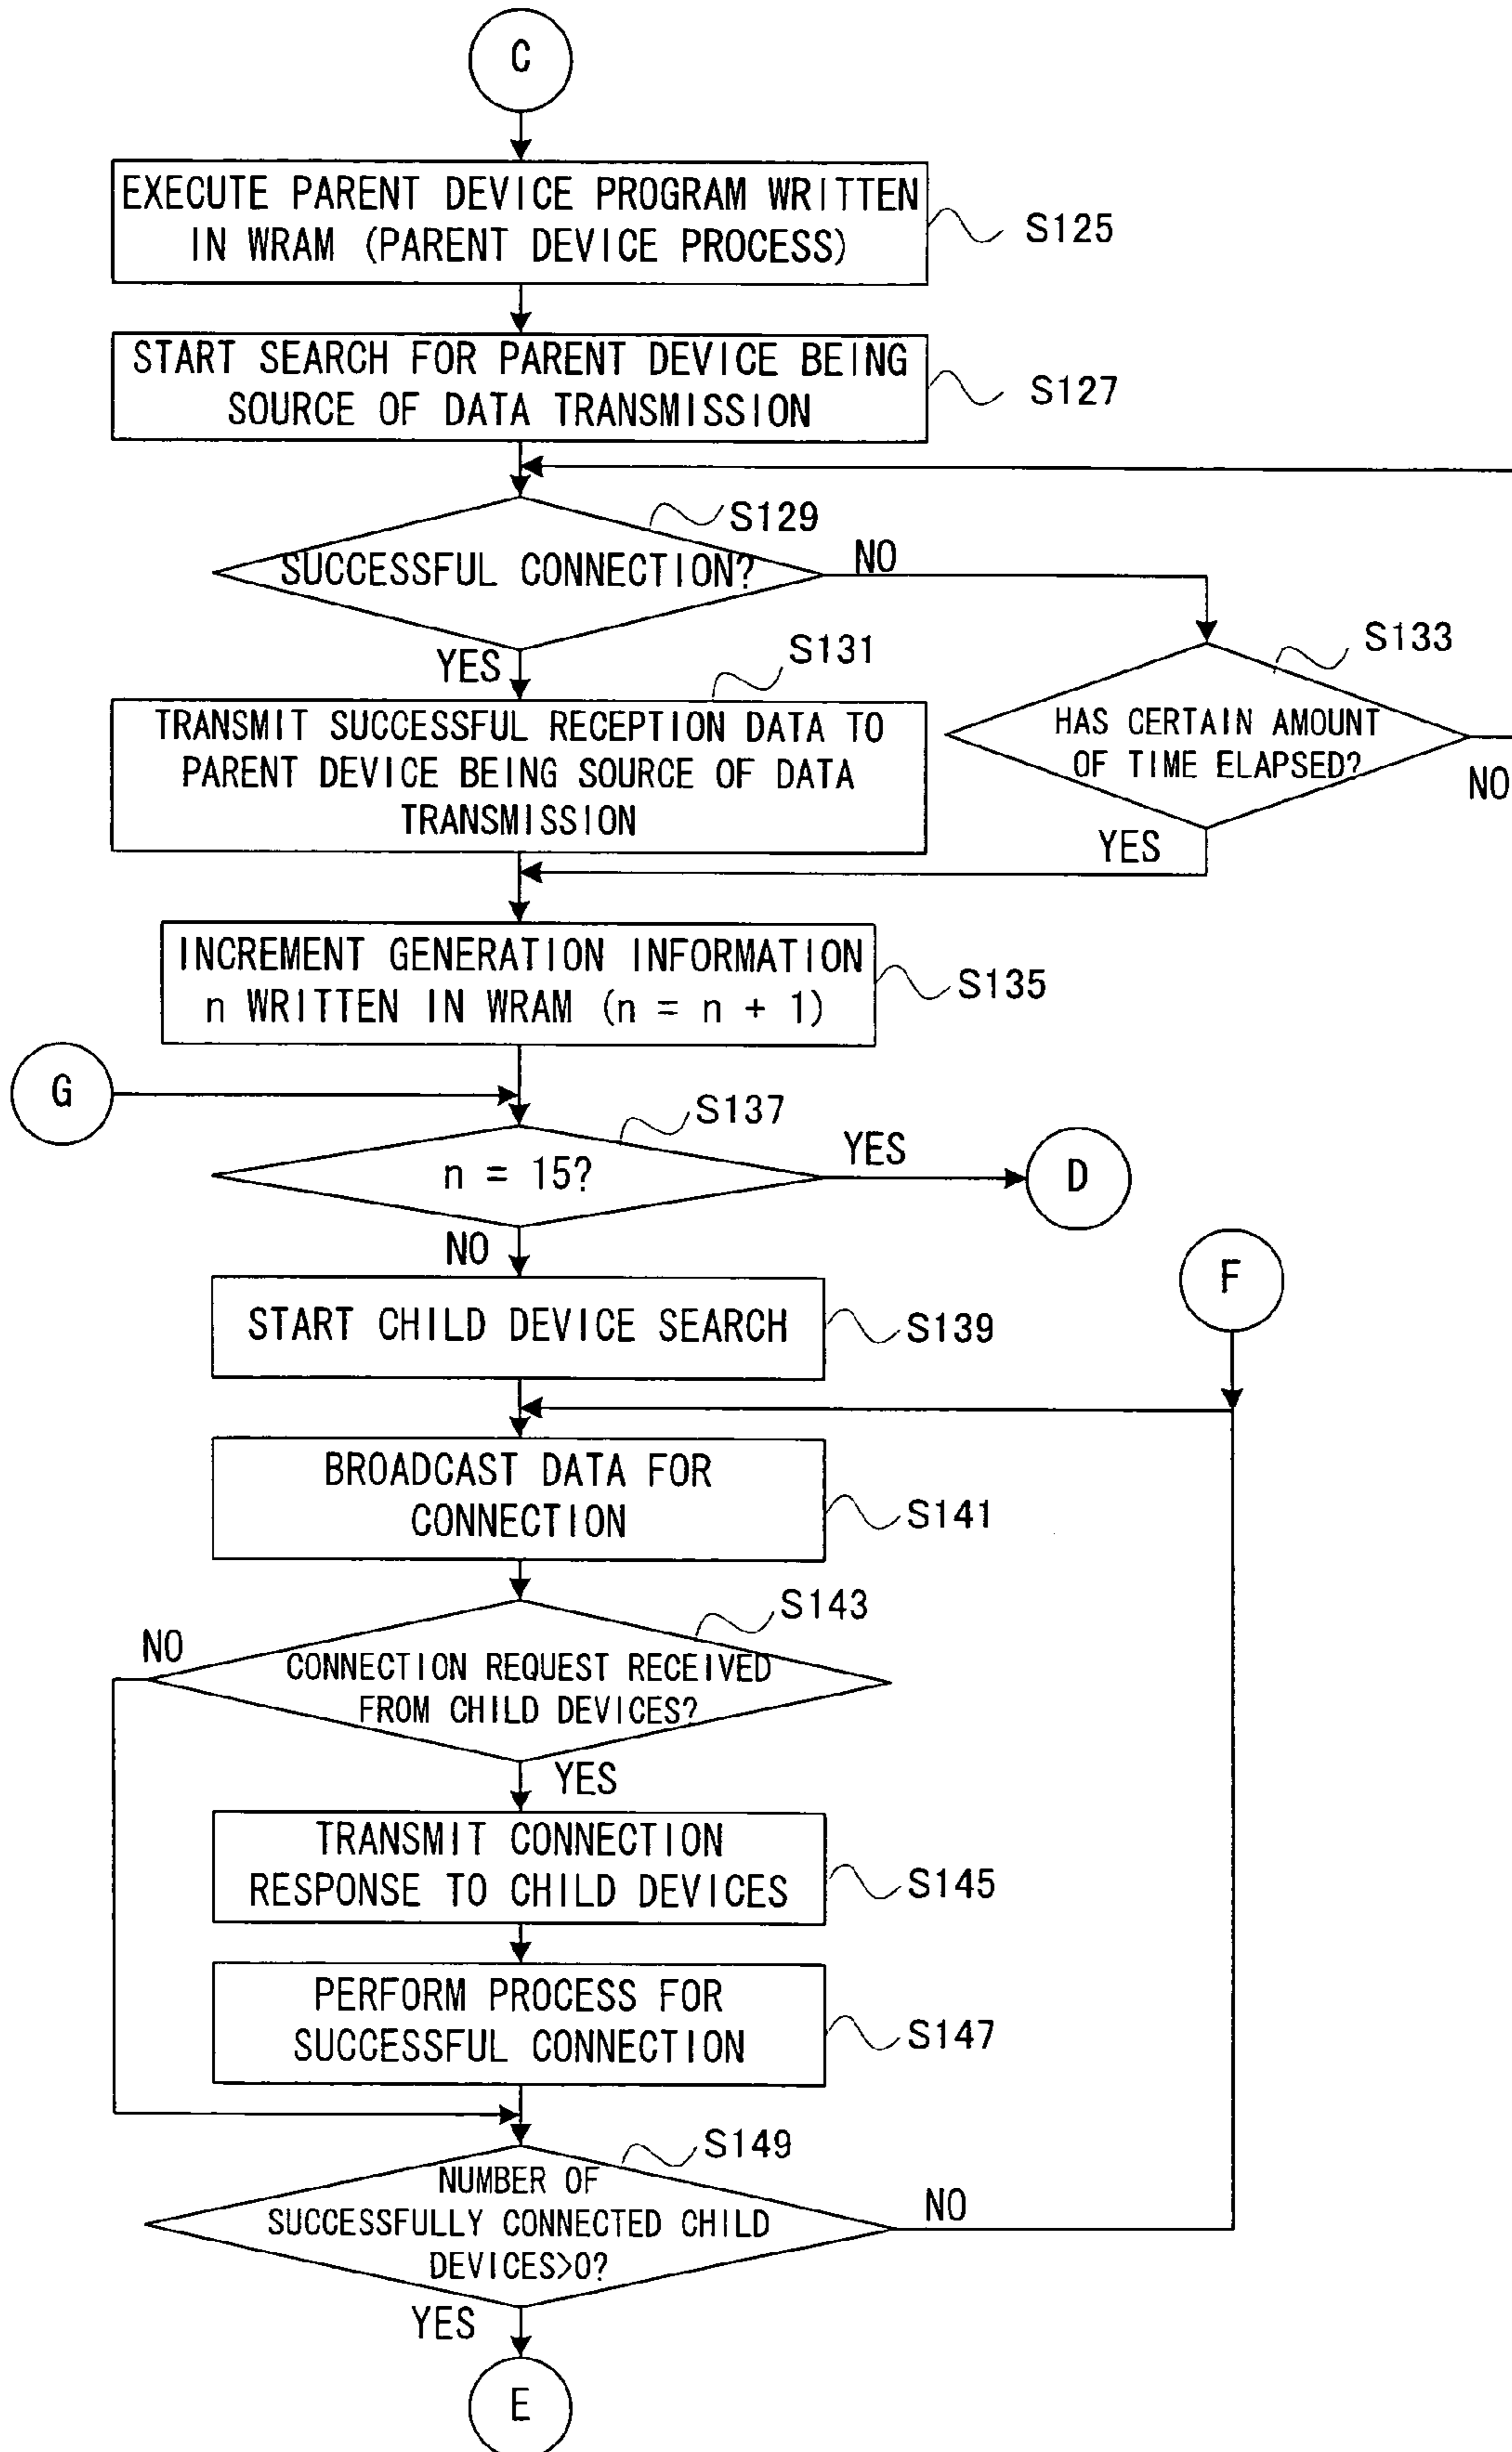 C
EXECUTE PARENT DEVICE PROGRAM WRITTEN
IN WRAM (PARENT DEVICE PROCESS)
S125
START SEARCH FOR PARENT DEVICE BEING
SOURCE OF DATA TRANSMISSION
S127
S129
SUCCESSFUL CONNECTION?
NO
YES
S131
S133
TRANSMIT SUCCESSFUL RECEPTION DATA TO
PARENT DEVICE BEING SOURCE OF DATA
TRANSMISSION
HAS CERTAIN AMOUNT
OF TIME ELAPSED?
NO
YES
INCREMENT GENERATION INFORMATION
n WRITTEN IN WRAM (n = n + 1)
S135
G
S137
n = 15?
YES
D
NO
F
START CHILD DEVICE SEARCH
S139
BROADCAST DATA FOR
CONNECTION
S141
S143
NO
CONNECTION REQUEST RECEIVED
FROM CHILD DEVICES?
YES
TRANSMIT CONNECTION
RESPONSE TO CHILD DEVICES
S145
PERFORM PROCESS FOR
SUCCESSFUL CONNECTION
S147
S149
NUMBER OF
SUCCESSFULLY CONNECTED CHILD
DEVICES>0?
NO
YES
E